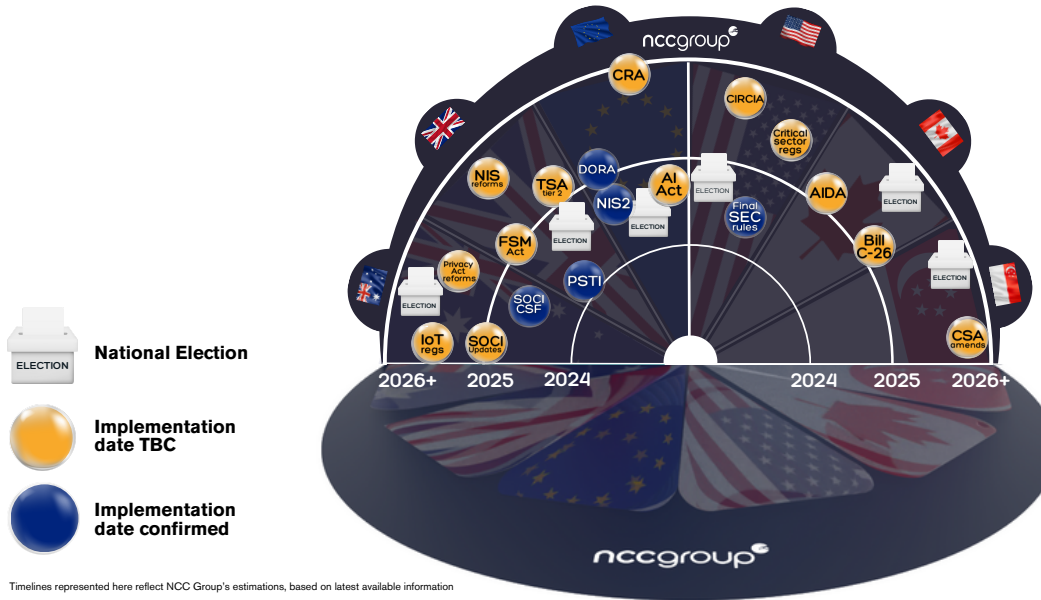 nccgroup
CRA
CIRCIA
Critical
sector
regs
DORA
NIS
reforms
TSA
tier 2
AI
Act
ELECTION
AIDA
ELECTION
NIS2
ELECTION
Final
SEC
rules
ELECTION
FSM
Act
Bill
C-26
Privacy
Act
reforms
ELECTION
ELECTION
PSTI
SOCI
CSF
IoT
regs
SOCI
Updates
CSA
amends
2026+
2025
2024
2024
2025
2026+
ELECTION
National Election
Implementation
date TBC
Implementation
date confirmed
nccgroup
Timelines represented here reflect NCC Group's estimations, based on latest available information